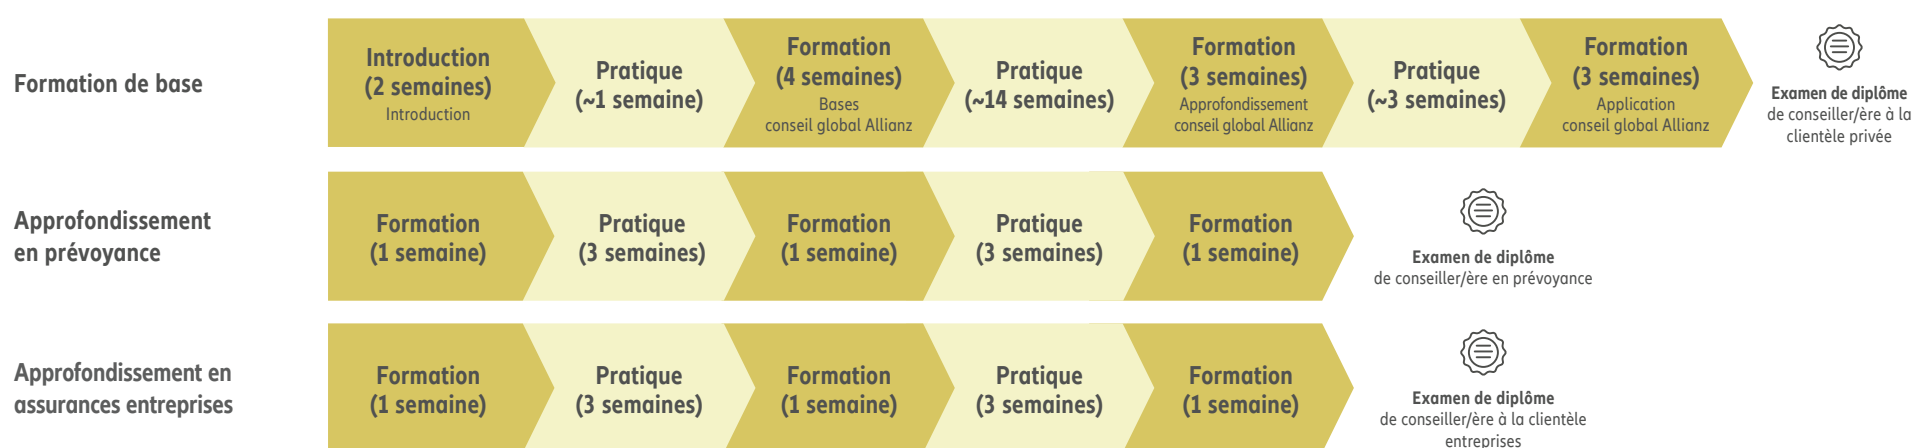 Formation de base
Introduction
(2 semaines)
Introduction
Pratique
(~1 semaine)
Formation
(4 semaines)
Bases
conseil global Allianz
Pratique
(~14 semaines)
Formation
(3 semaines)
Approfondissement
conseil global Allianz
Pratique
(~3 semaines)
Formation
(3 semaines)
Application
conseil global Allianz
Examen de diplôme
de conseiller/ère à la
clientèle privée
Approfondissement
en prévoyance
Formation
(1 semaine)
Pratique
(3 semaines)
Formation
(1 semaine)
Pratique
(3 semaines)
Formation
(1 semaine)
Examen de diplôme
de conseiller/ère en prévoyance
Approfondissement en
assurances entreprises
Formation
(1 semaine)
Pratique
(3 semaines)
Formation
(1 semaine)
Pratique
(3 semaines)
Formation
(1 semaine)
Examen de diplôme
de conseiller/ère à la clientèle
entreprises